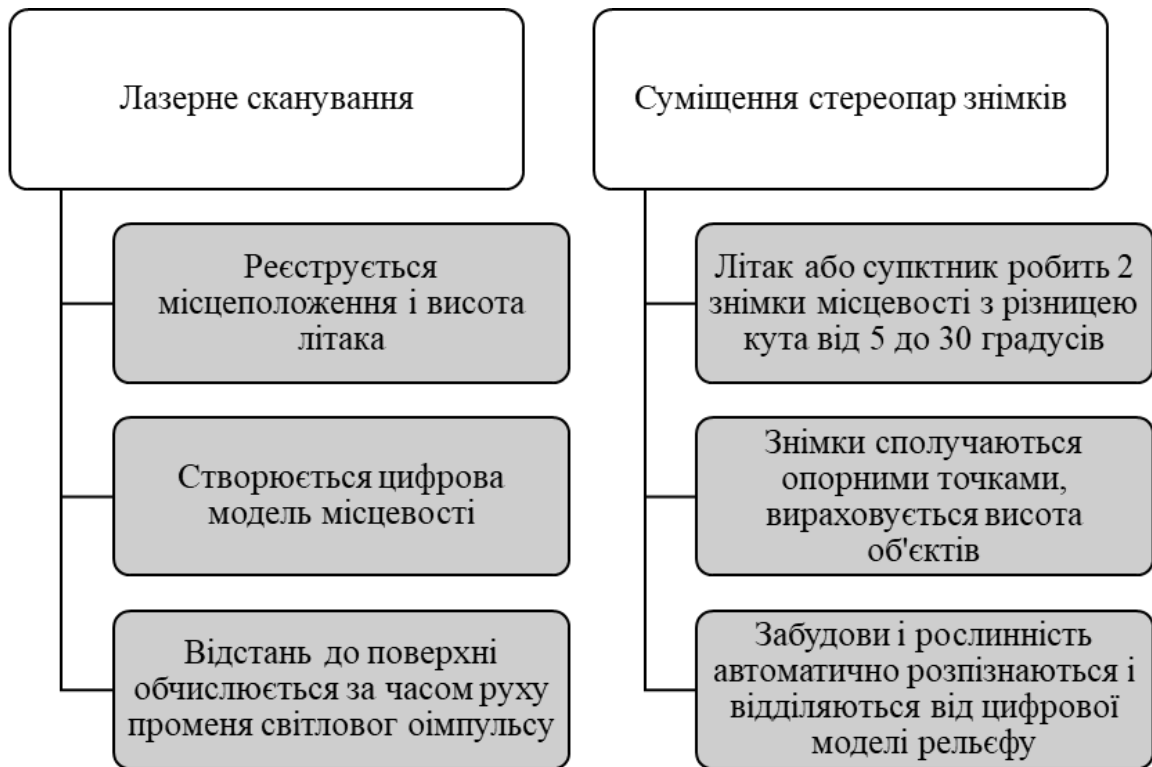 Лазерне сканування
Реєструється
місцеположення і висота
літака
Створюється цифрова
модель місцевості
Відстань до поверхні
обчислюється за часом руху
променя світловог оімпульсу
Суміщення стереопар знімків
Літак або супктник робить 2
знімки місцевості з різницею
кута від 5 до 30 градусів
Знімки сполучаються
опорними точками,
вираховується висота
об'єктів
Забудови і рослинність
автоматично розпізнаються і
відділяються від цифрової
моделі рельєфу